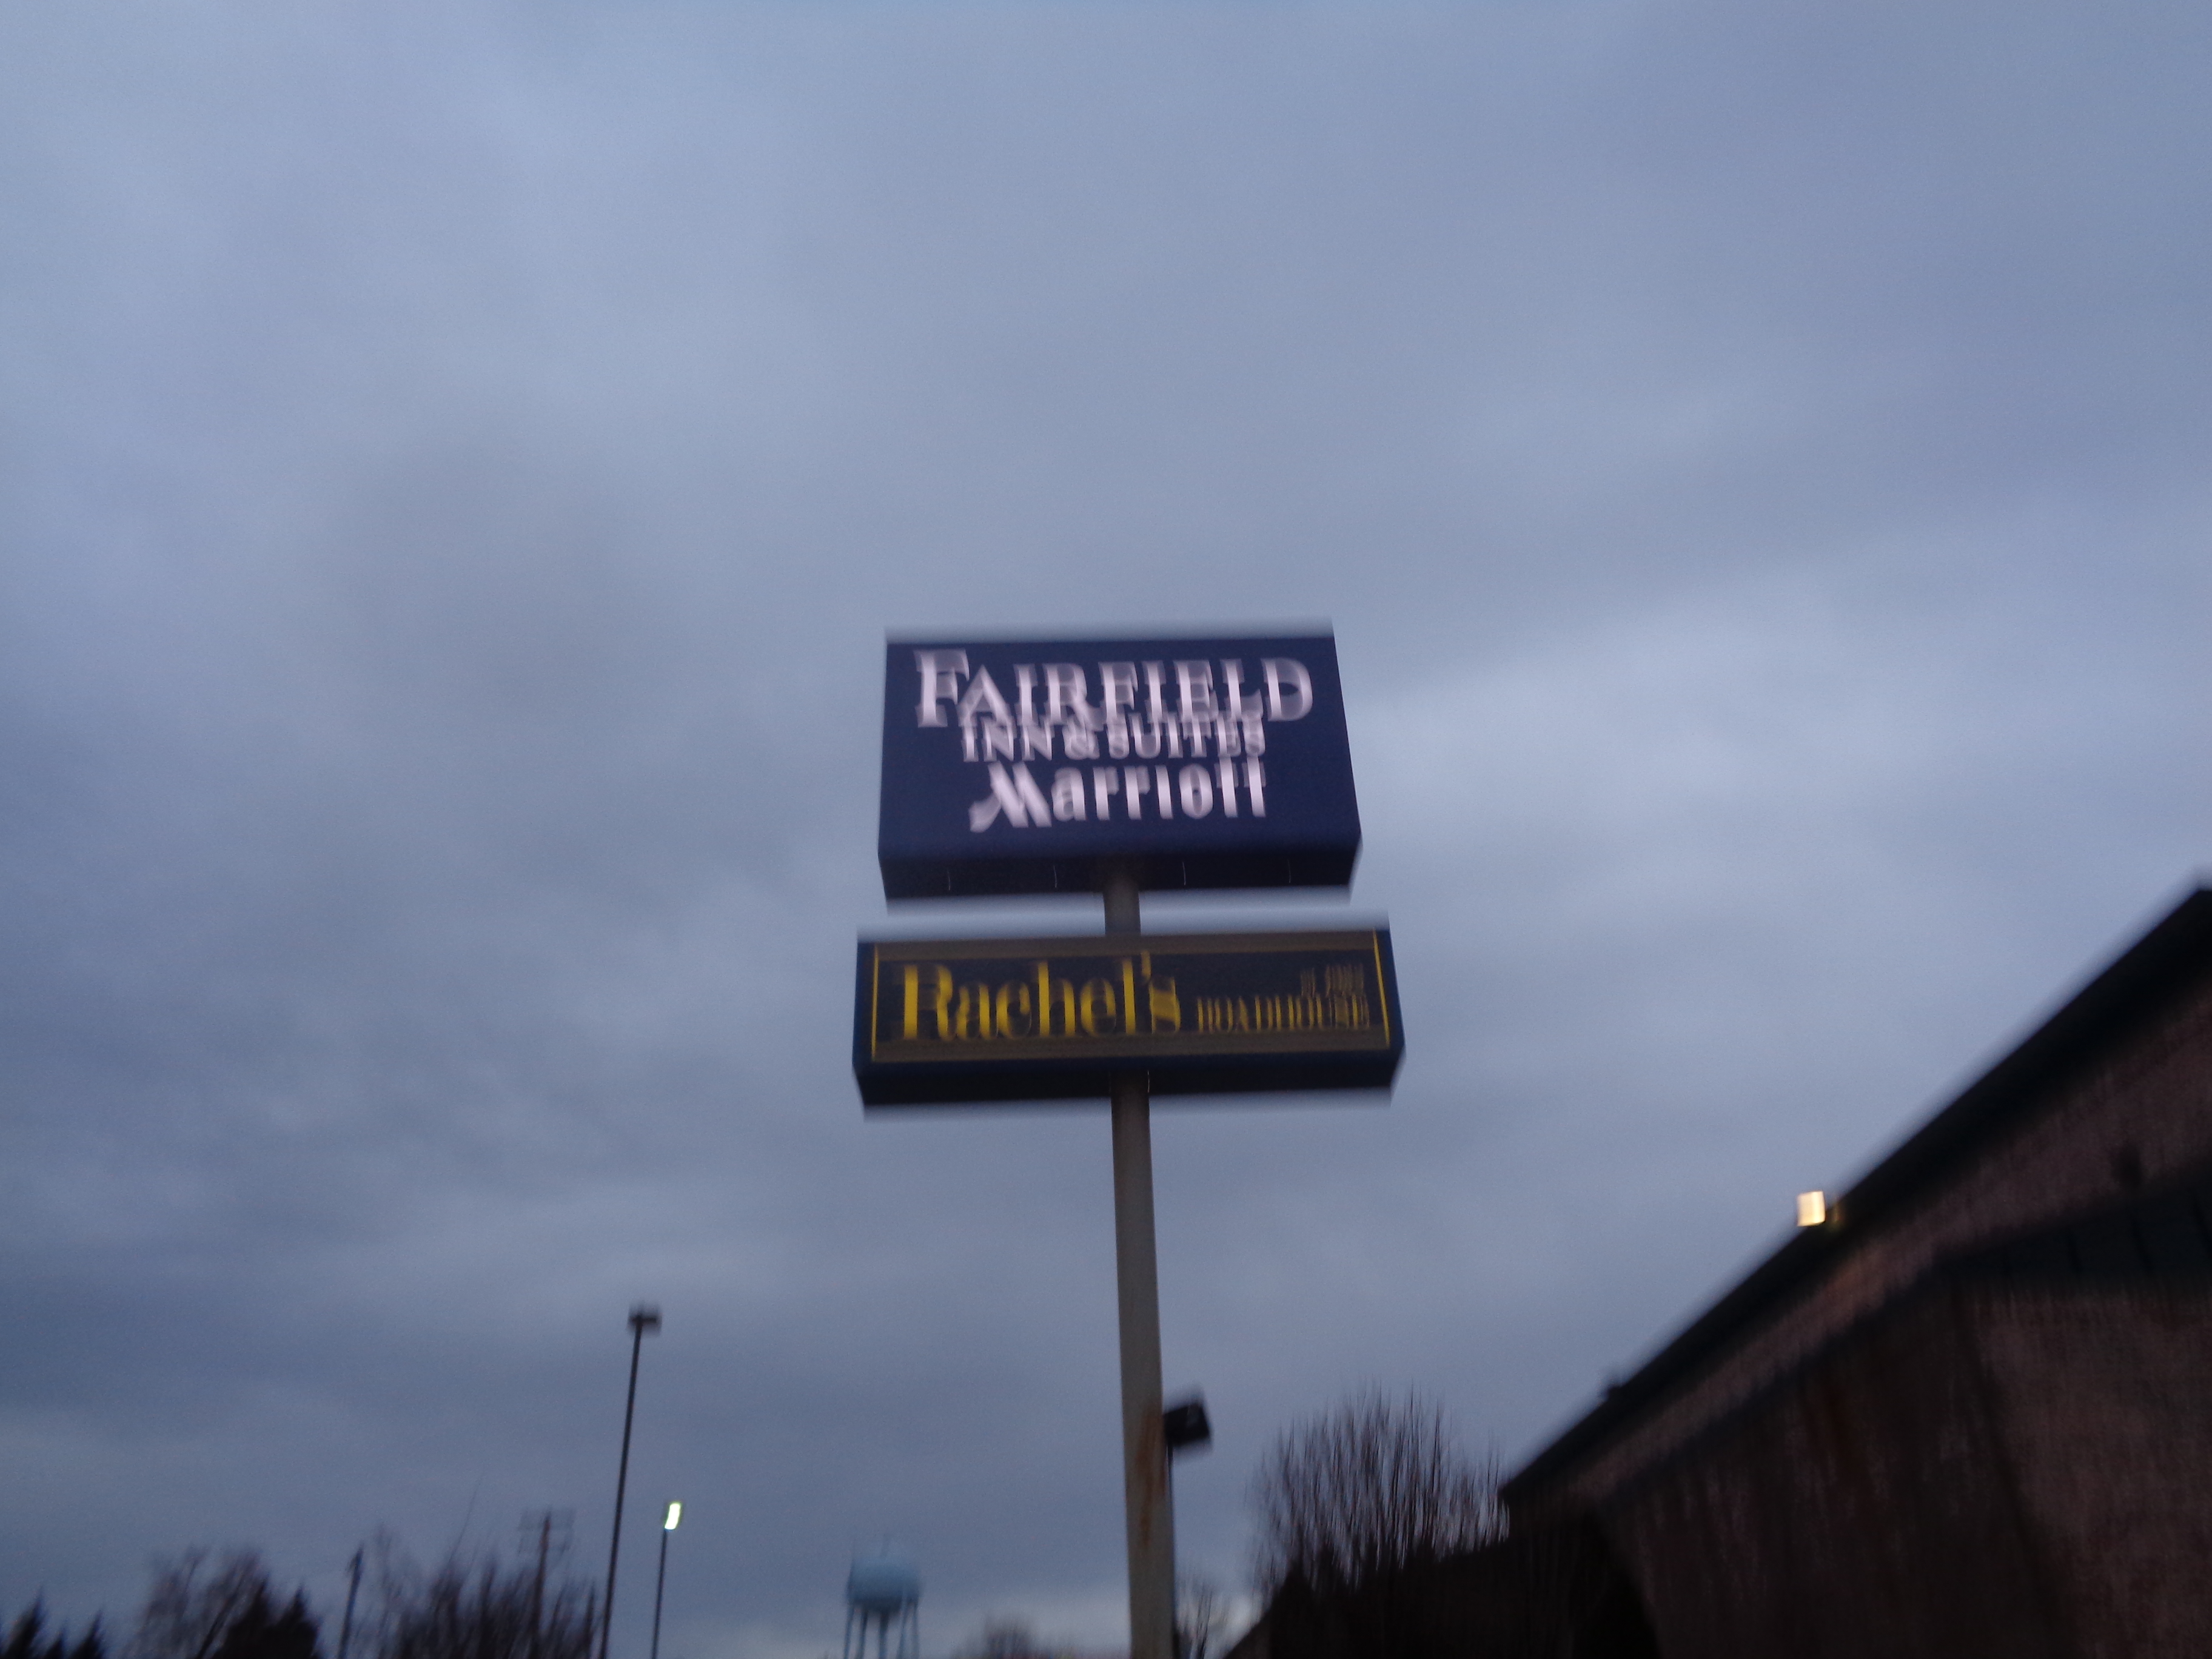 FAIRFIELD
INN & SUITES
Marriott
Rachel's ROADHOUSE